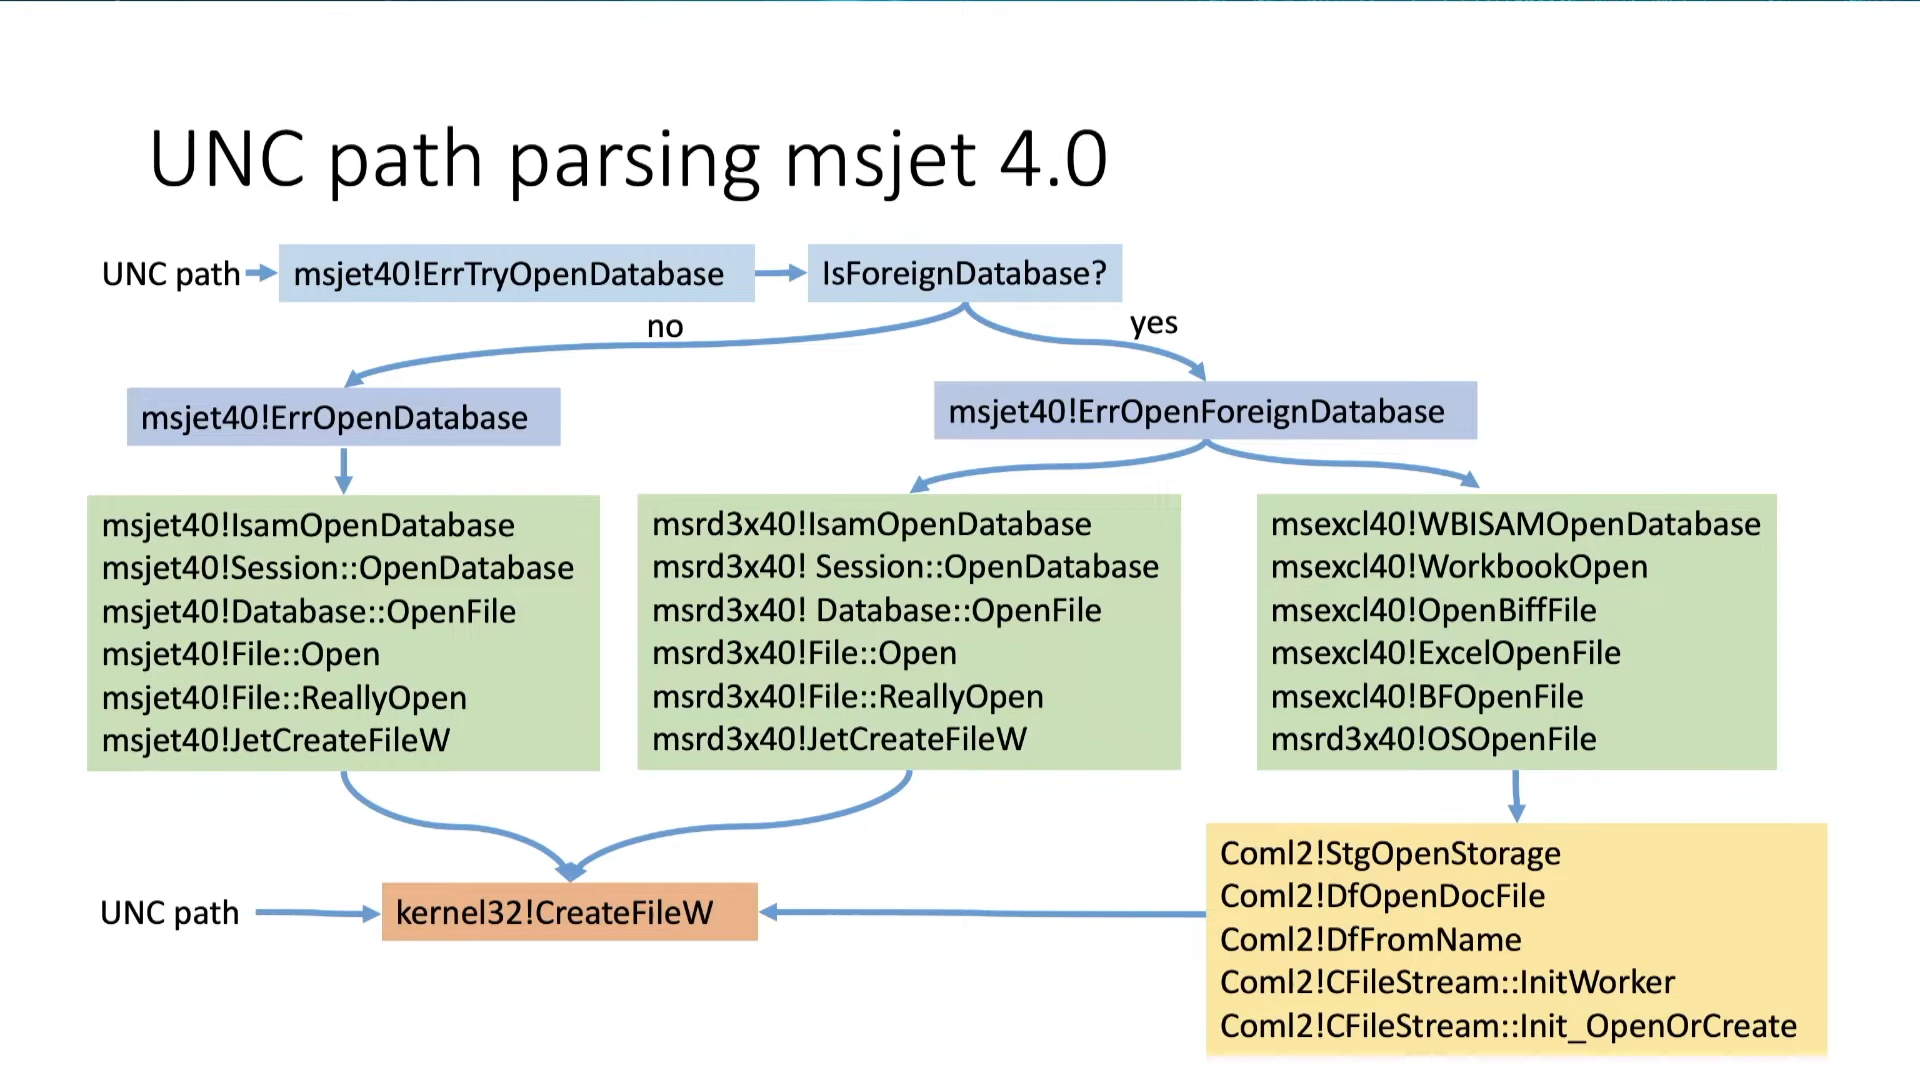 UNC path parsing msjet 4.0
UNC path
msjet40!ErrTryOpenDatabase
IsForeignDatabase?
no
yes
msjet40!ErrOpenDatabase
msjet40!ErrOpenForeignDatabase
msjet40!IsamOpenDatabase
msjet40!Session::OpenDatabase
msjet40!Database::OpenFile
msjet40!File::Open
msjet40!File::ReallyOpen
msjet40!JetCreateFileW
msrd3x40!IsamOpenDatabase
msrd3x40! Session::OpenDatabase
msrd3x40! Database::OpenFile
msrd3x40!File::Open
msrd3x40!File::ReallyOpen
msrd3x40!JetCreateFileW
msexcl40!WBISAMOpenDatabase
msexcl40!WorkbookOpen
msexcl40!OpenBiffFile
msexcl40!ExcelOpenFile
msexcl40!BFOpenFile
msrd3x40!OSOpenFile
UNC path
kernel32!CreateFileW
Coml2!StgOpenStorage
Coml2!DfOpenDocFile
Coml2!DfFromName
Coml2!CFileStream::InitWorker
Coml2!CFileStream::Init_OpenOrCreate